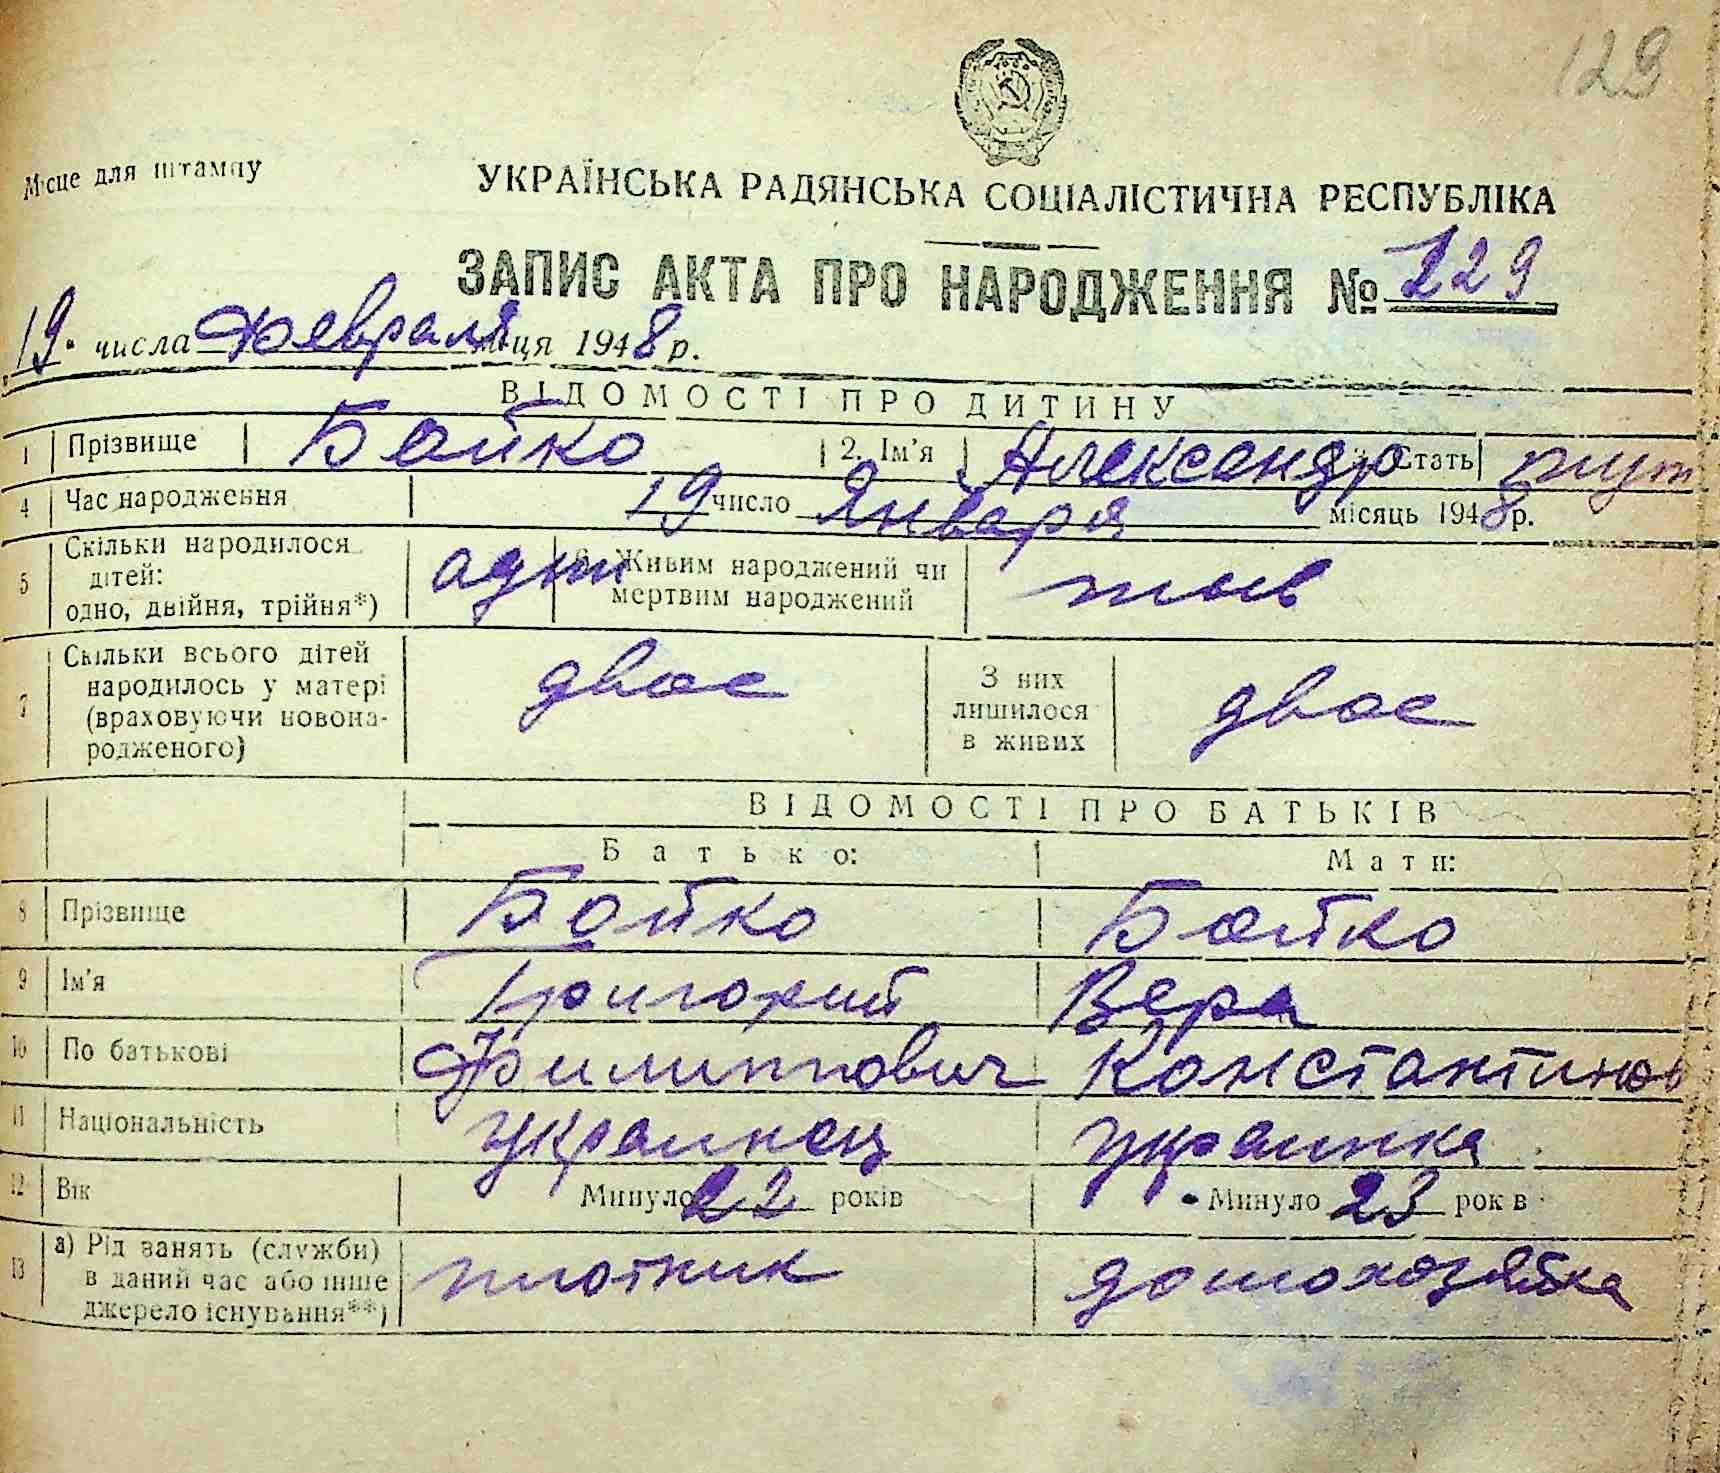 129
Місце для штампу
УКРАЇНСЬКА РАДЯНСЬКА СОЦІАЛІСТИЧНА РЕСПУБЛІКА
ЗАПИС АКТА ПРО НАРОДЖЕННЯ № 229
19. числа Февраля місяця 1948 р.
ВІДОМОСТІ ПРО ДИТИНУ
1 Прізвище Бойко 2. Ім'я Александр 3. Стать муж
4 Час народження 19 число Января місяць 1948 р.
5 Скільки народилося дітей: одно, двійня, трійня*) один 6. Живим народжений чи мертвим народжений жив
7 Скільки всього дітей народилось у матері (враховуючи новонародженого) двое З них лишилося в живих двое
ВІДОМОСТІ ПРО БАТЬКІВ
Батько: Мати:
8 Прізвище Бойко Бойко
9 Ім'я Григорий Вера
10 По батькові Филиппович Константинов
11 Національність украинец украинка
12 Вік Минуло 22 років Минуло 23 років
13 а) Рід занять (служби) в даний час або інше джерело існування**) плотник домохозяйка